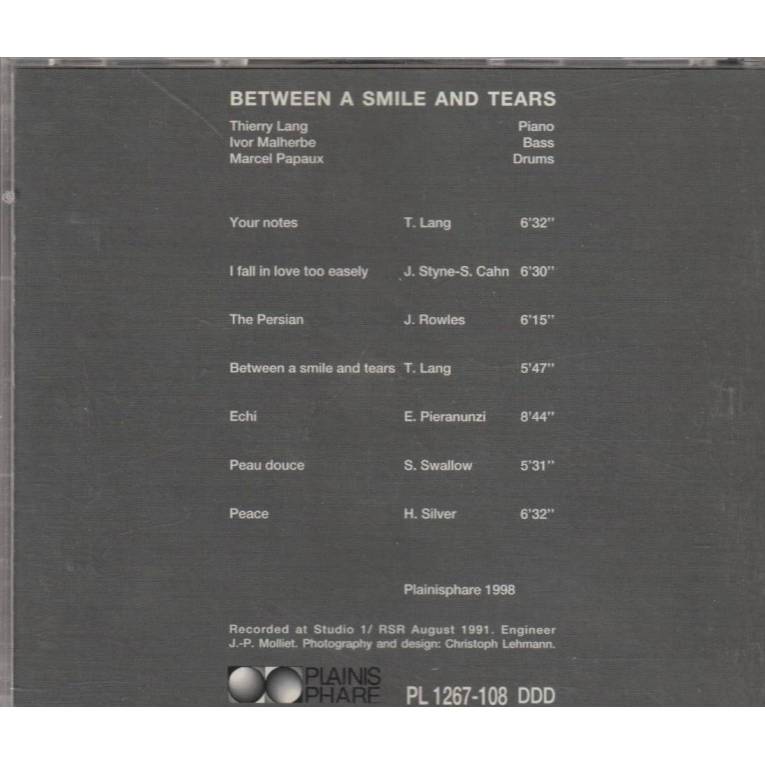 BETWEEN A SMILE AND TEARS
Thierry Lang Piano
Ivor Malherbe Bass
Marcel Papaux Drums
Your notes T. Lang 6'32''
I fall in love too easely J. Styne-S. Cahn 6'30''
The Persian J. Rowles 6'15''
Between a smile and tears T. Lang 5'47''
Echi E. Pieranunzi 8'44''
Peau douce S. Swallow 5'31''
Peace H. Silver 6'32''
Plainisphare 1998
Recorded at Studio 1/ RSR August 1991. Engineer
J.-P. Molliet. Photography and design: Christoph Lehmann.
PLAINIS
PHARE PL 1267-108 DDD